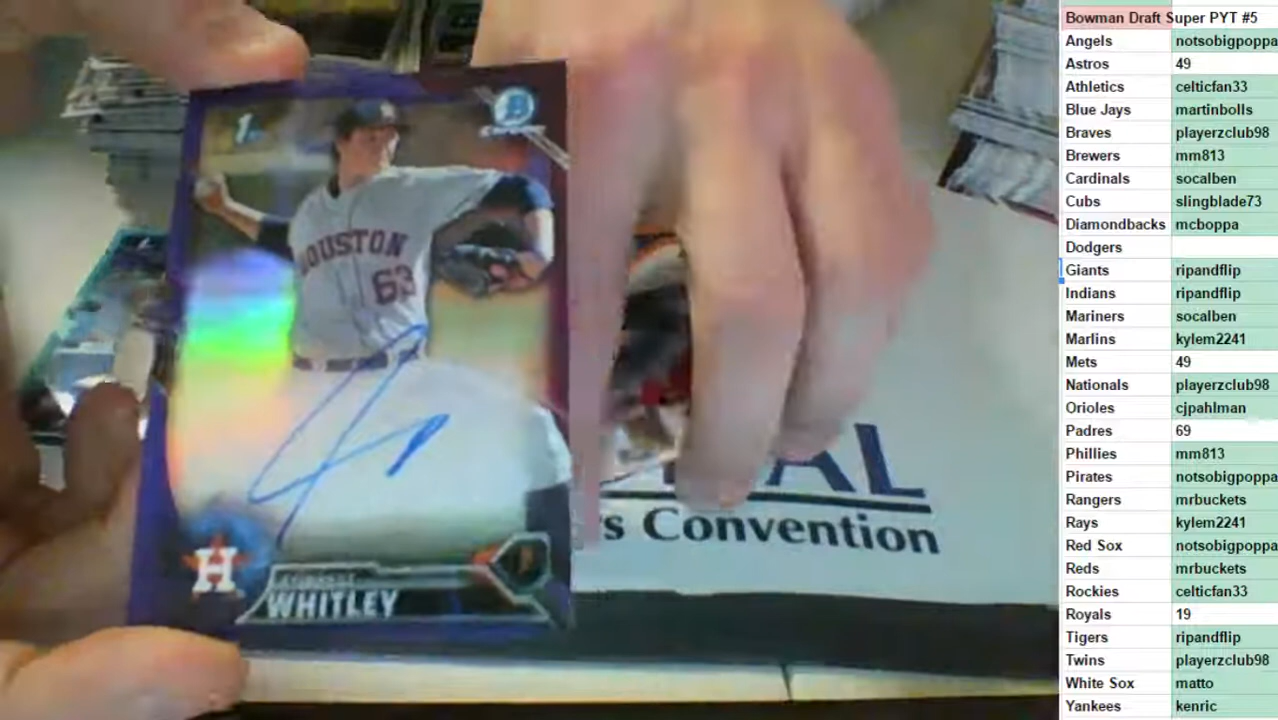 1st
B
HOUSTON
63
H
WHITLEY
P
AL
's Convention
Bowman Draft Super PYT #5
Angels notsobigpoppa
Astros 49
Athletics celticfan33
Blue Jays martinbolls
Braves playerzclub98
Brewers mm813
Cardinals socalben
Cubs slingblade73
Diamondbacks mcboppa
Dodgers
Giants ripandflip
Indians ripandflip
Mariners socalben
Marlins kylem2241
Mets 49
Nationals playerzclub98
Orioles cjpahlman
Padres 69
Phillies mm813
Pirates notsobigpoppa
Rangers mrbuckets
Rays kylem2241
Red Sox notsobigpoppa
Reds mrbuckets
Rockies celticfan33
Royals 19
Tigers ripandflip
Twins playerzclub98
White Sox matto
Yankees kenric